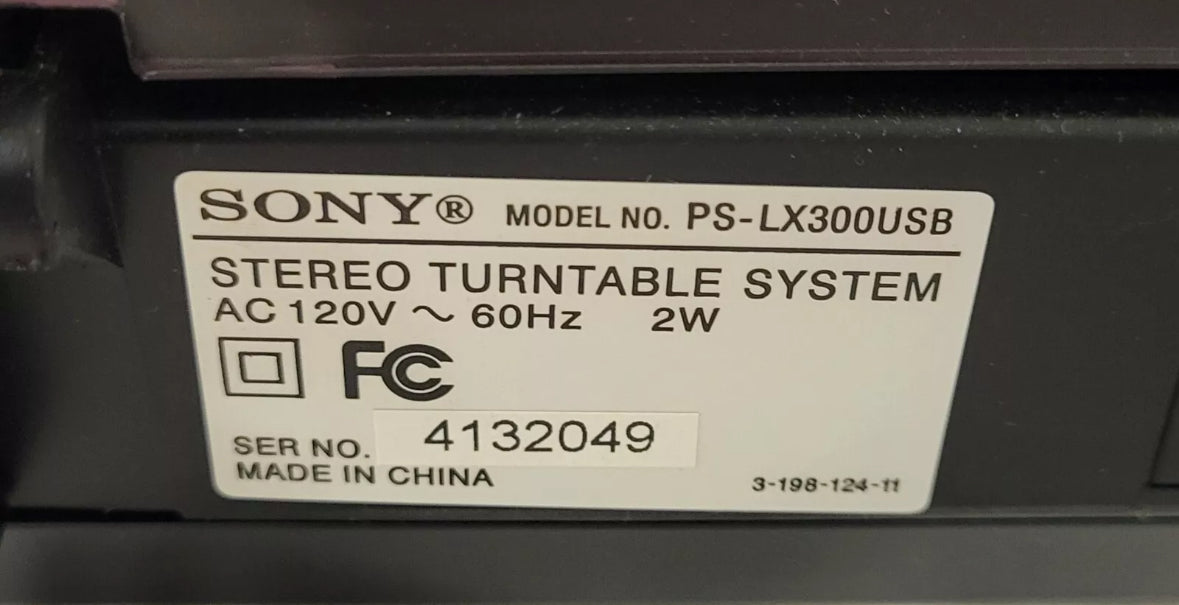 SONY® MODEL NO. PS-LX300USB
STEREO TURNTABLE SYSTEM
AC 120V ~ 60Hz 2W
FC
SER NO. 4132049
MADE IN CHINA 3-198-124-11